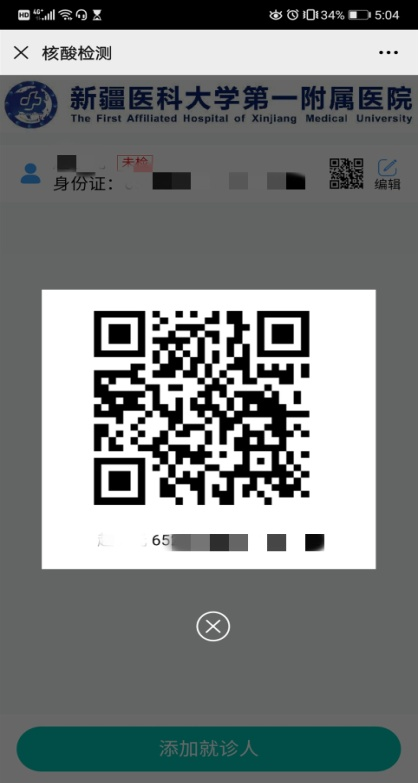 HD 4G 34% 5:04
核酸检测
新疆医科大学第一附属医院
The First Affiliated Hospital of Xinjiang Medical University
未检
身份证：
编辑
65
添加就诊人